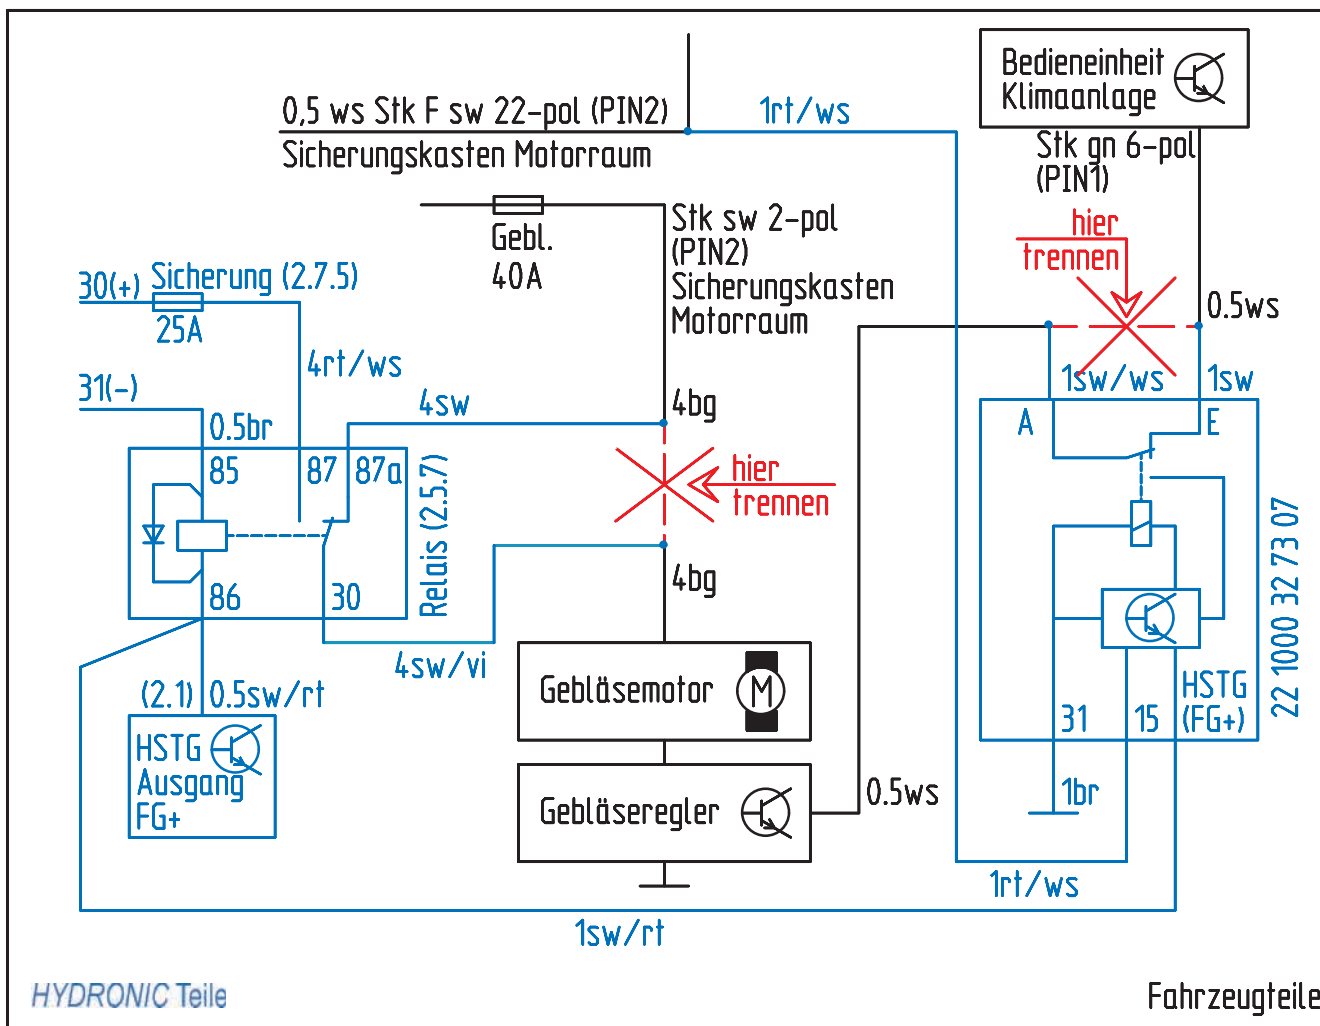 Bedieneinheit
Klimaanlage
0,5 ws Stk F sw 22-pol (PIN2)
1rt/ws
Sicherungskasten Motorraum
Stk gn 6-pol
(PIN1)
Stk sw 2-pol
(PIN2)
Sicherungskasten
Motorraum
hier
trennen
Gebl.
40A
30(+)
Sicherung (2.7.5)
25A
0.5ws
4rt/ws
31(-)
4sw
4bg
1sw/ws
1sw
0.5br
A
E
85
87
87a
Relais (2.5.7)
hier
trennen
22 1000 32 73 07
86
30
4bg
4sw/vi
(2.1)
0.5sw/rt
Gebläsemotor
M
HSTG
(FG+)
31
15
HSTG
Ausgang
FG+
Gebläseregler
0.5ws
1br
1rt/ws
1sw/rt
HYDRONIC Teile
Fahrzeugteile